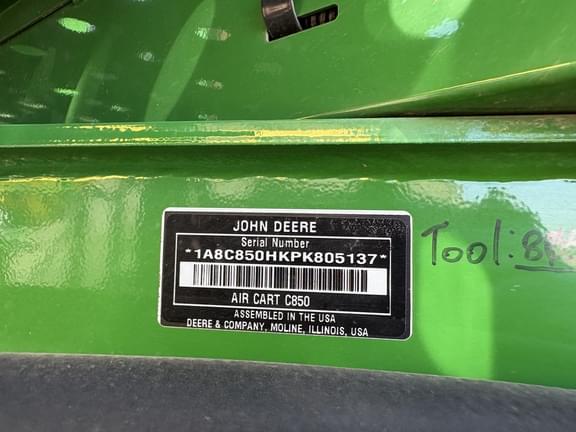 JOHN DEERE
Serial Number
*1A8C850HKPK805137*
AIR CART C850
ASSEMBLED IN THE USA
DEERE & COMPANY, MOLINE, ILLINOIS, USA
Tool: